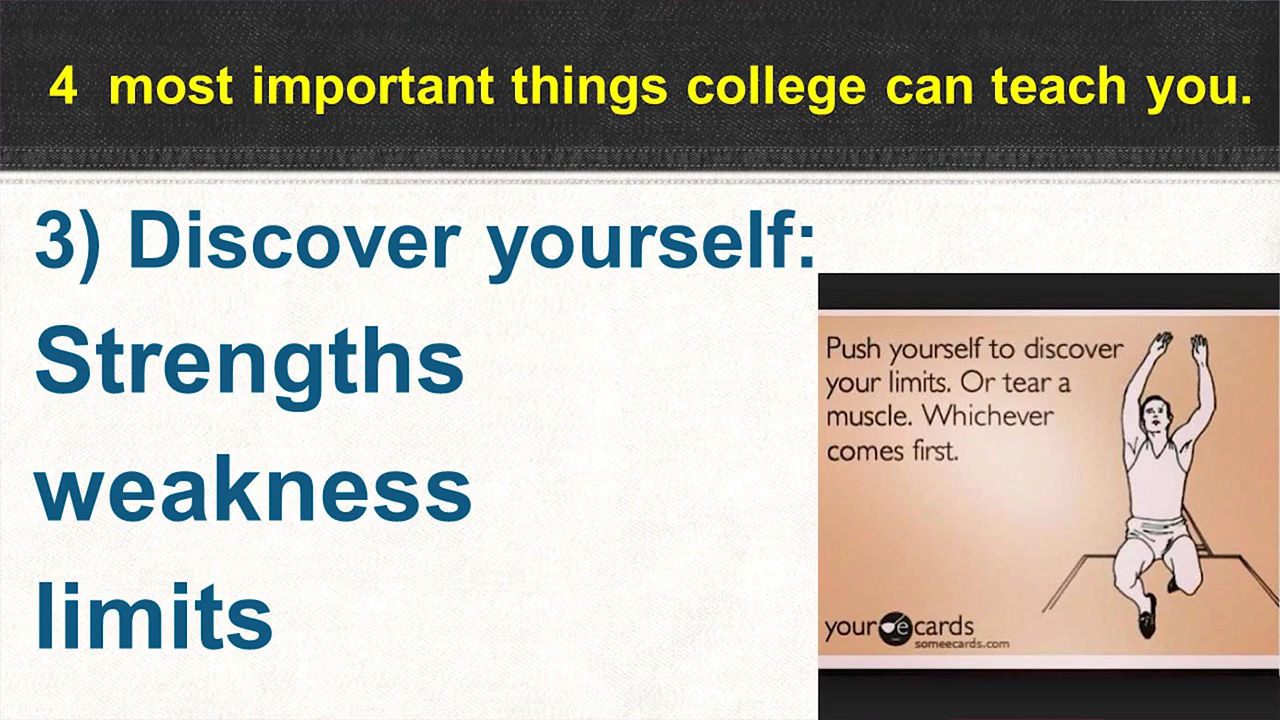 4 most important things college can teach you.
3) Discover yourself:
Strengths
weakness
limits
Push yourself to discover
your limits. Or tear a
muscle. Whichever
comes first.
your e cards
someecards.com